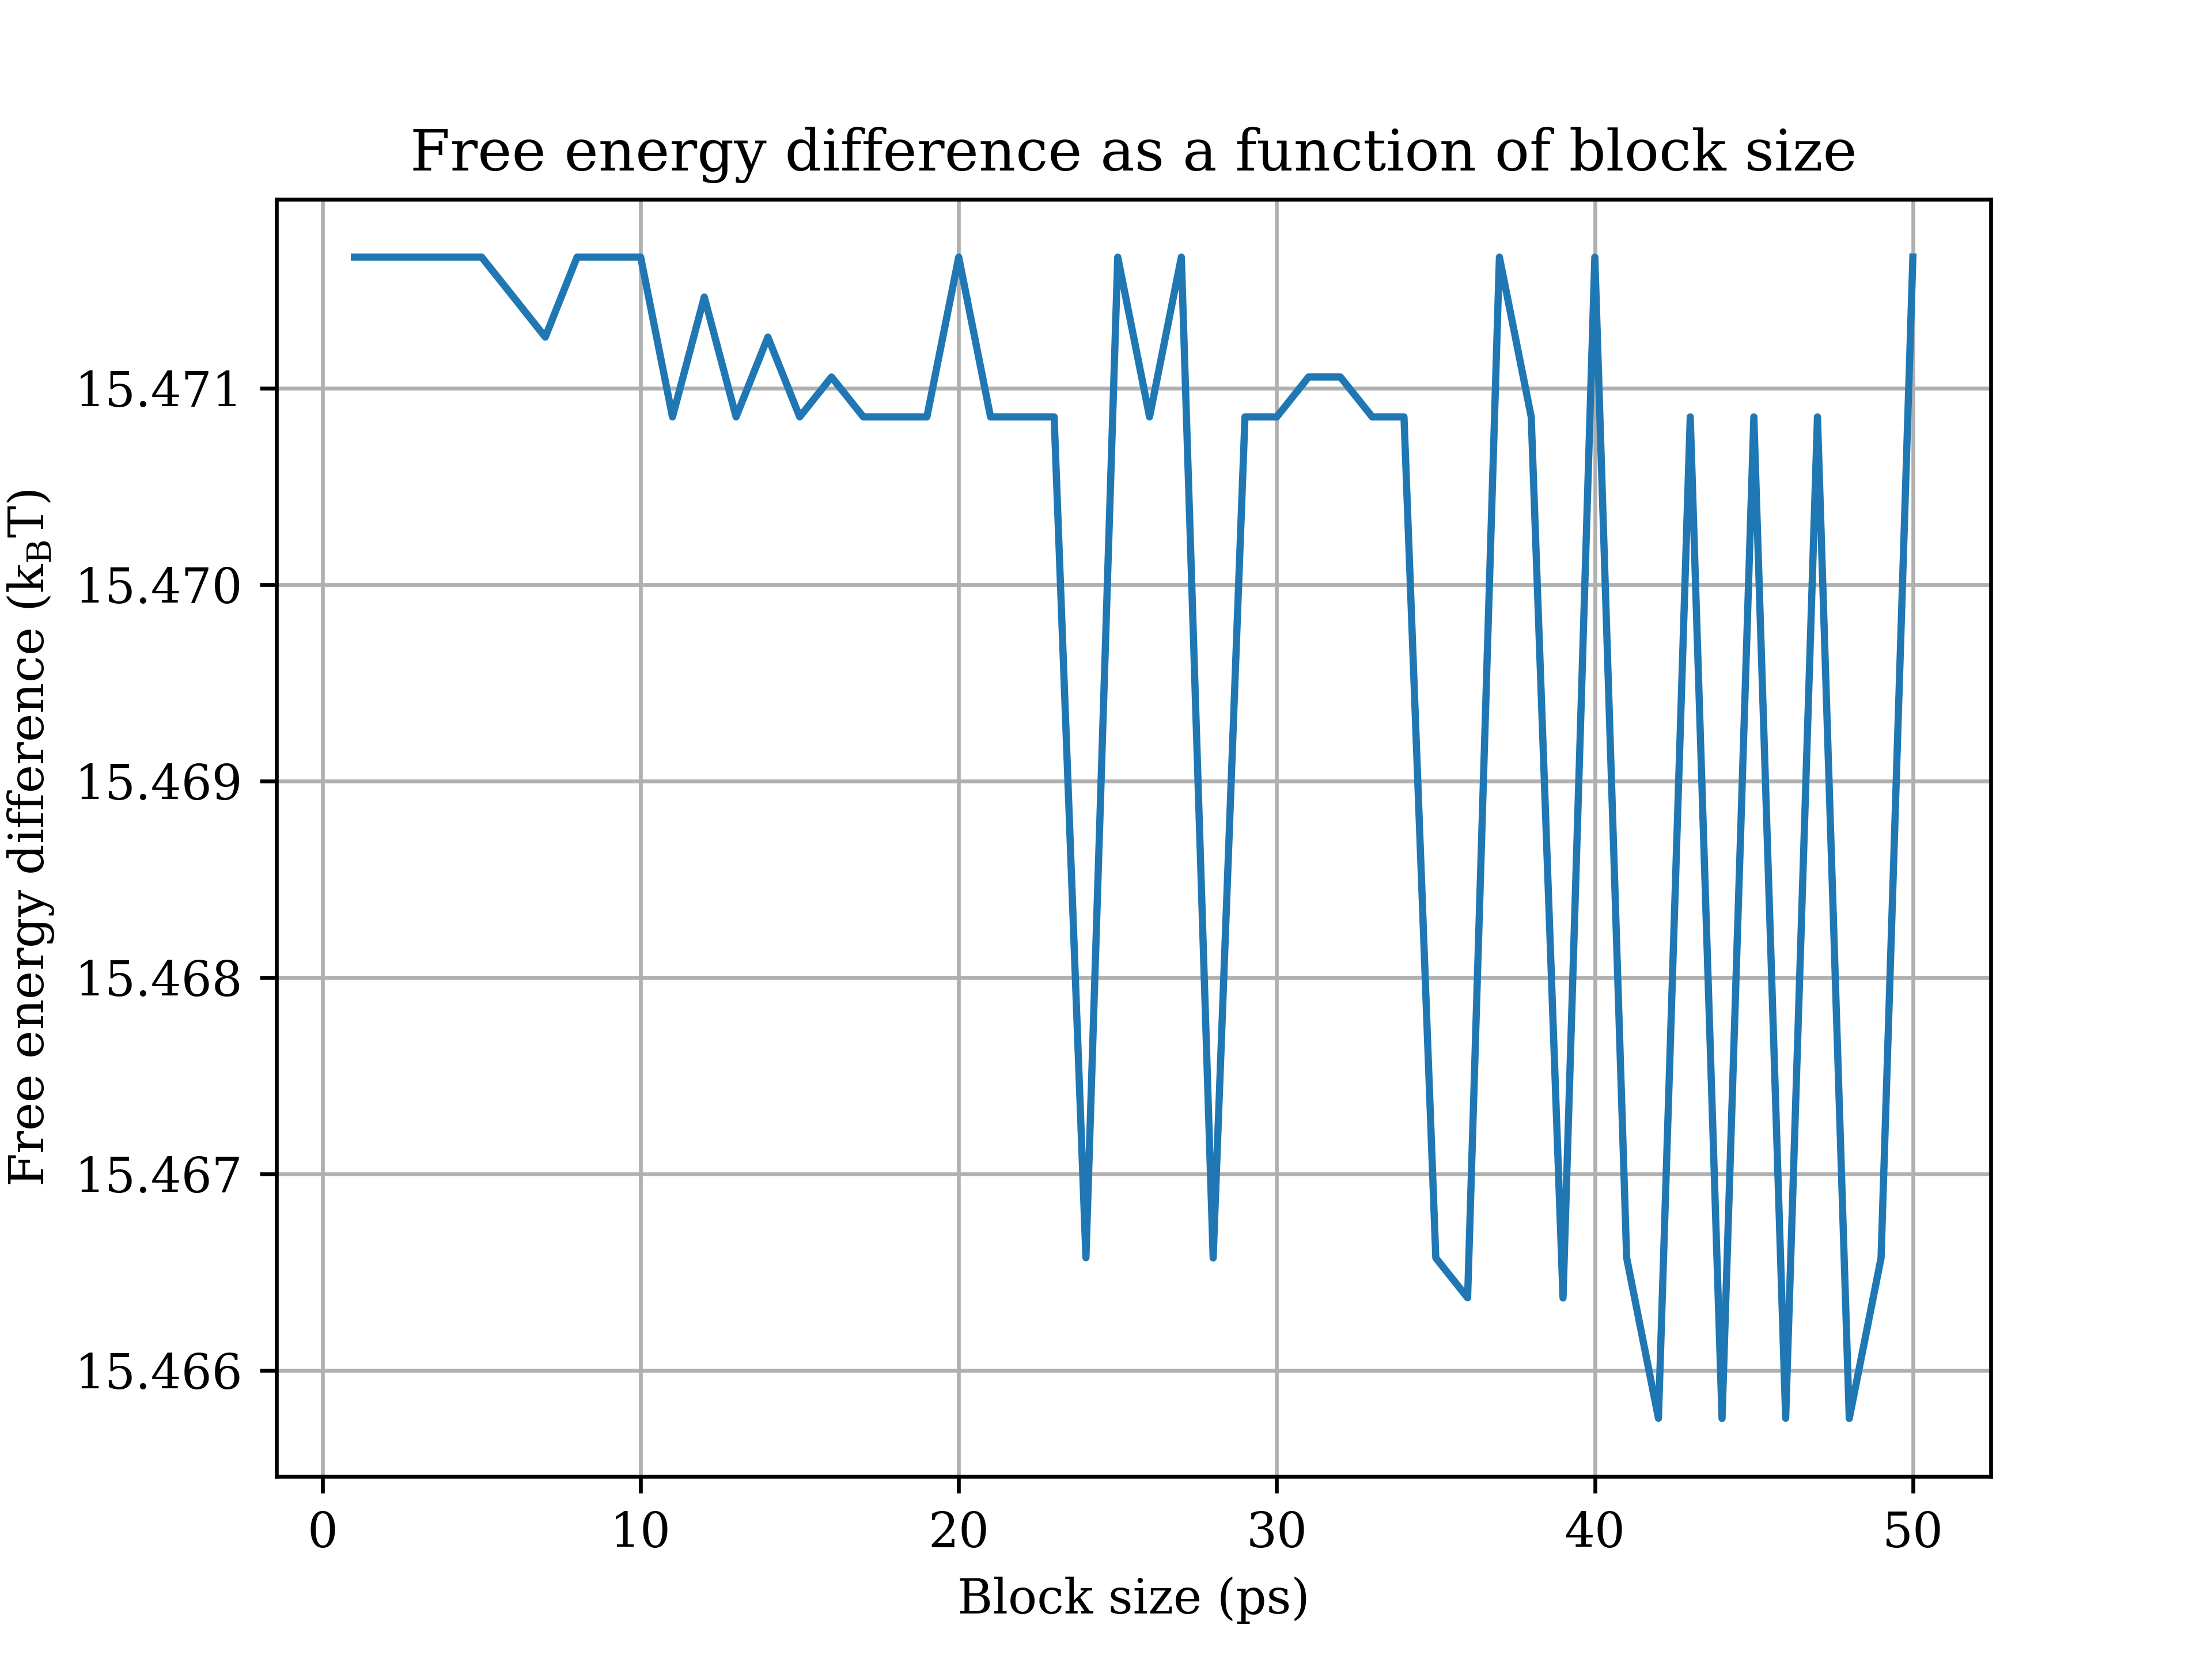 Free energy difference as a function of block size
Free energy difference (k_BT)
15.471
15.470
15.469
15.468
15.467
15.466
0 10 20 30 40 50
Block size (ps)